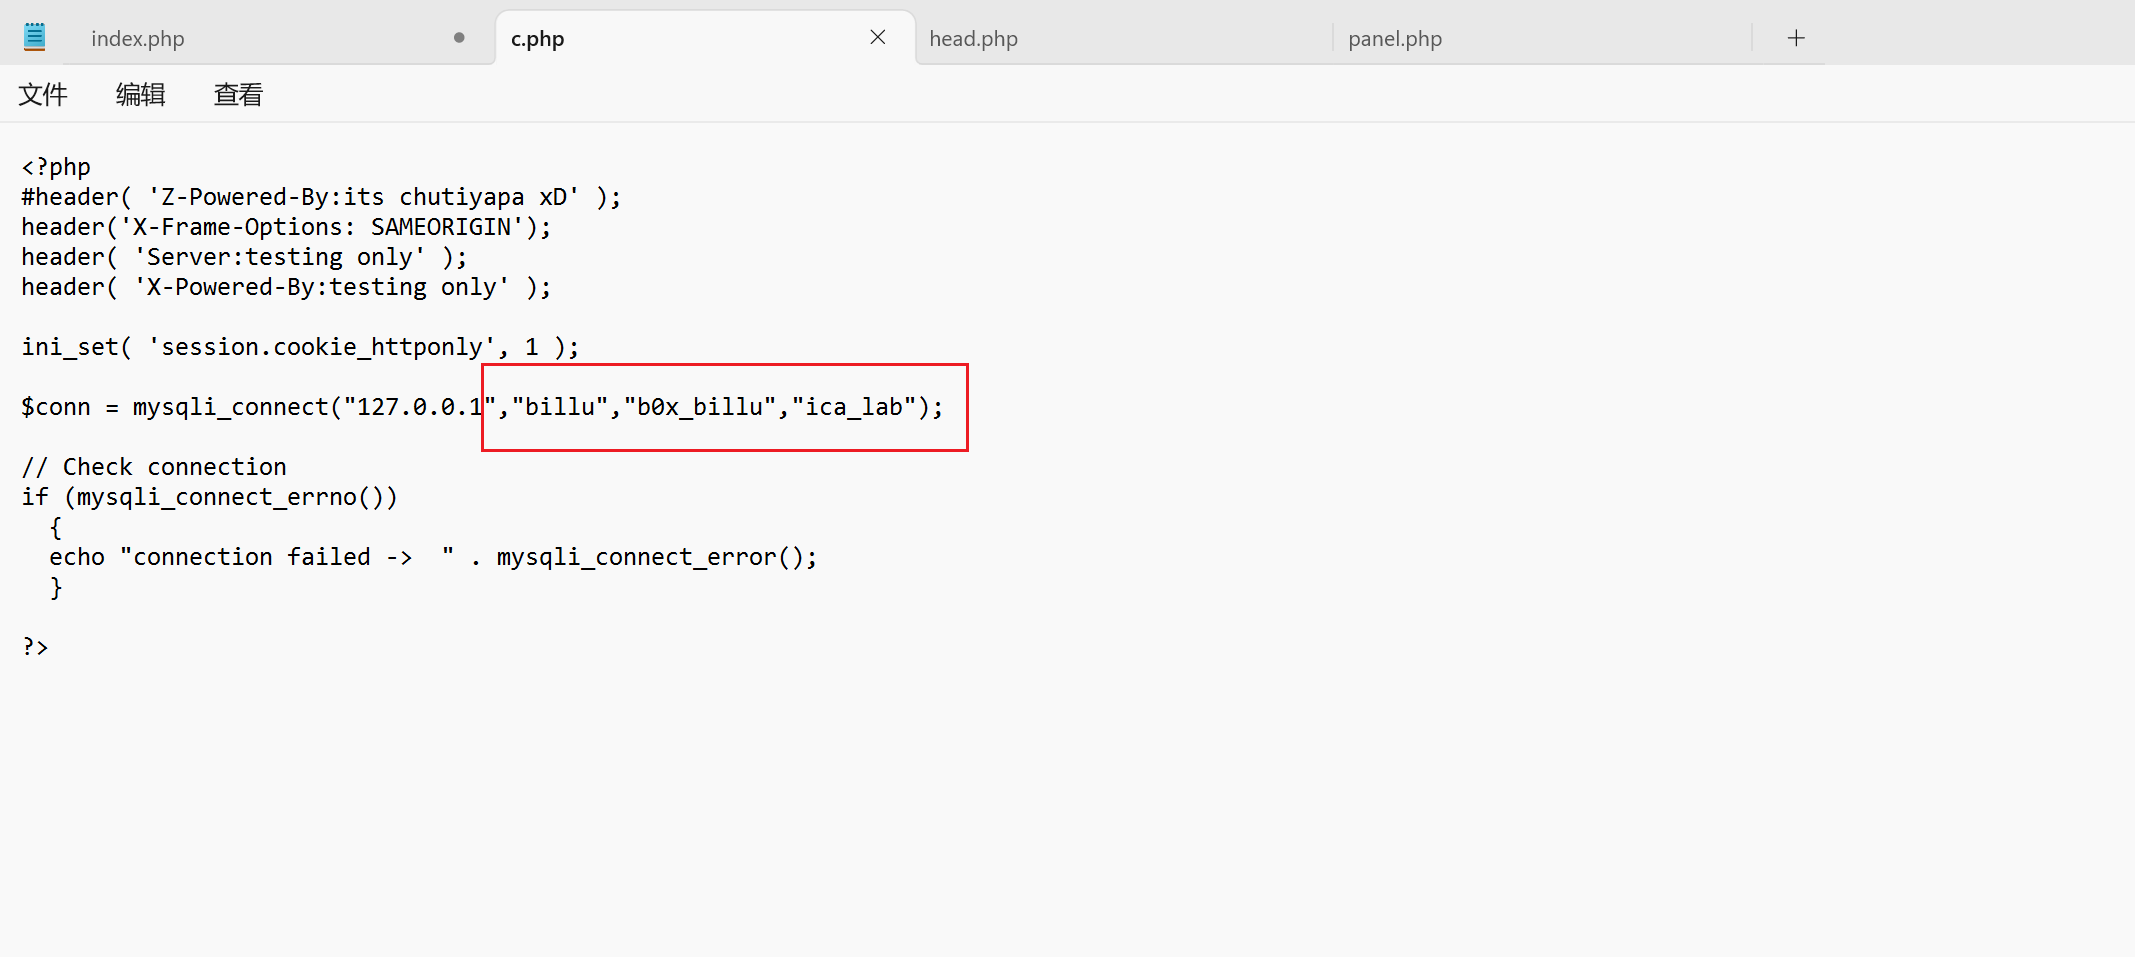 index.php c.php head.php panel.php
文件 编辑 查看
<?php
#header( 'Z-Powered-By:its chutiyapa xD' );
header('X-Frame-Options: SAMEORIGIN');
header( 'Server:testing only' );
header( 'X-Powered-By:testing only' );
ini_set( 'session.cookie_httponly', 1 );
$conn = mysqli_connect("127.0.0.1","billu","b0x_billu","ica_lab");
// Check connection
if (mysqli_connect_errno())
  {
  echo "connection failed ->  " . mysqli_connect_error();
  }
?>